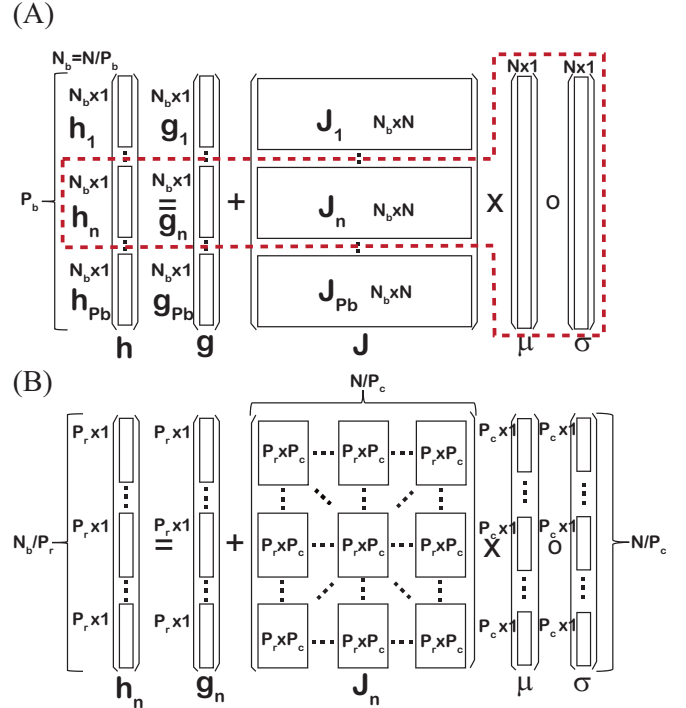 (A)
N_b=N/P_b
N_bx1 N_bx1 Nx1 Nx1
h_1 g_1 J_1 N_bxN
P_b N_bx1 N_bx1
h_n = g_n + J_n N_bxN x o
N_bx1 N_bx1
h_Pb g_Pb J_Pb N_bxN
h g J μ σ
(B)
N/P_c
P_rx1 P_rx1 P_cx1 P_cx1
P_rxP_c P_rxP_c P_rxP_c
N_b/P_r P_rx1 = P_rx1 + P_rxP_c P_rxP_c P_rxP_c x P_cx1 o P_cx1 N/P_c
P_rx1 P_rx1 P_cx1 P_cx1
P_rxP_c P_rxP_c P_rxP_c
h_n g_n J_n μ σ